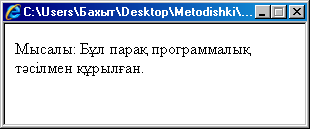 C:\Users\Бахыт\Desktop\Metodishki\...
Мысалы: Бұл парақ программалық
тәсілмен құрылған.